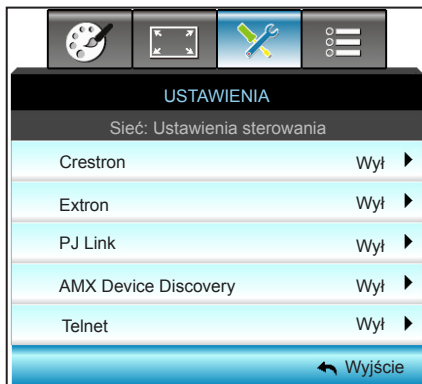 USTAWIENIA
Sieć: Ustawienia sterowania
Crestron Wył
Extron Wył
PJ Link Wył
AMX Device Discovery Wył
Telnet Wył
Wyjście